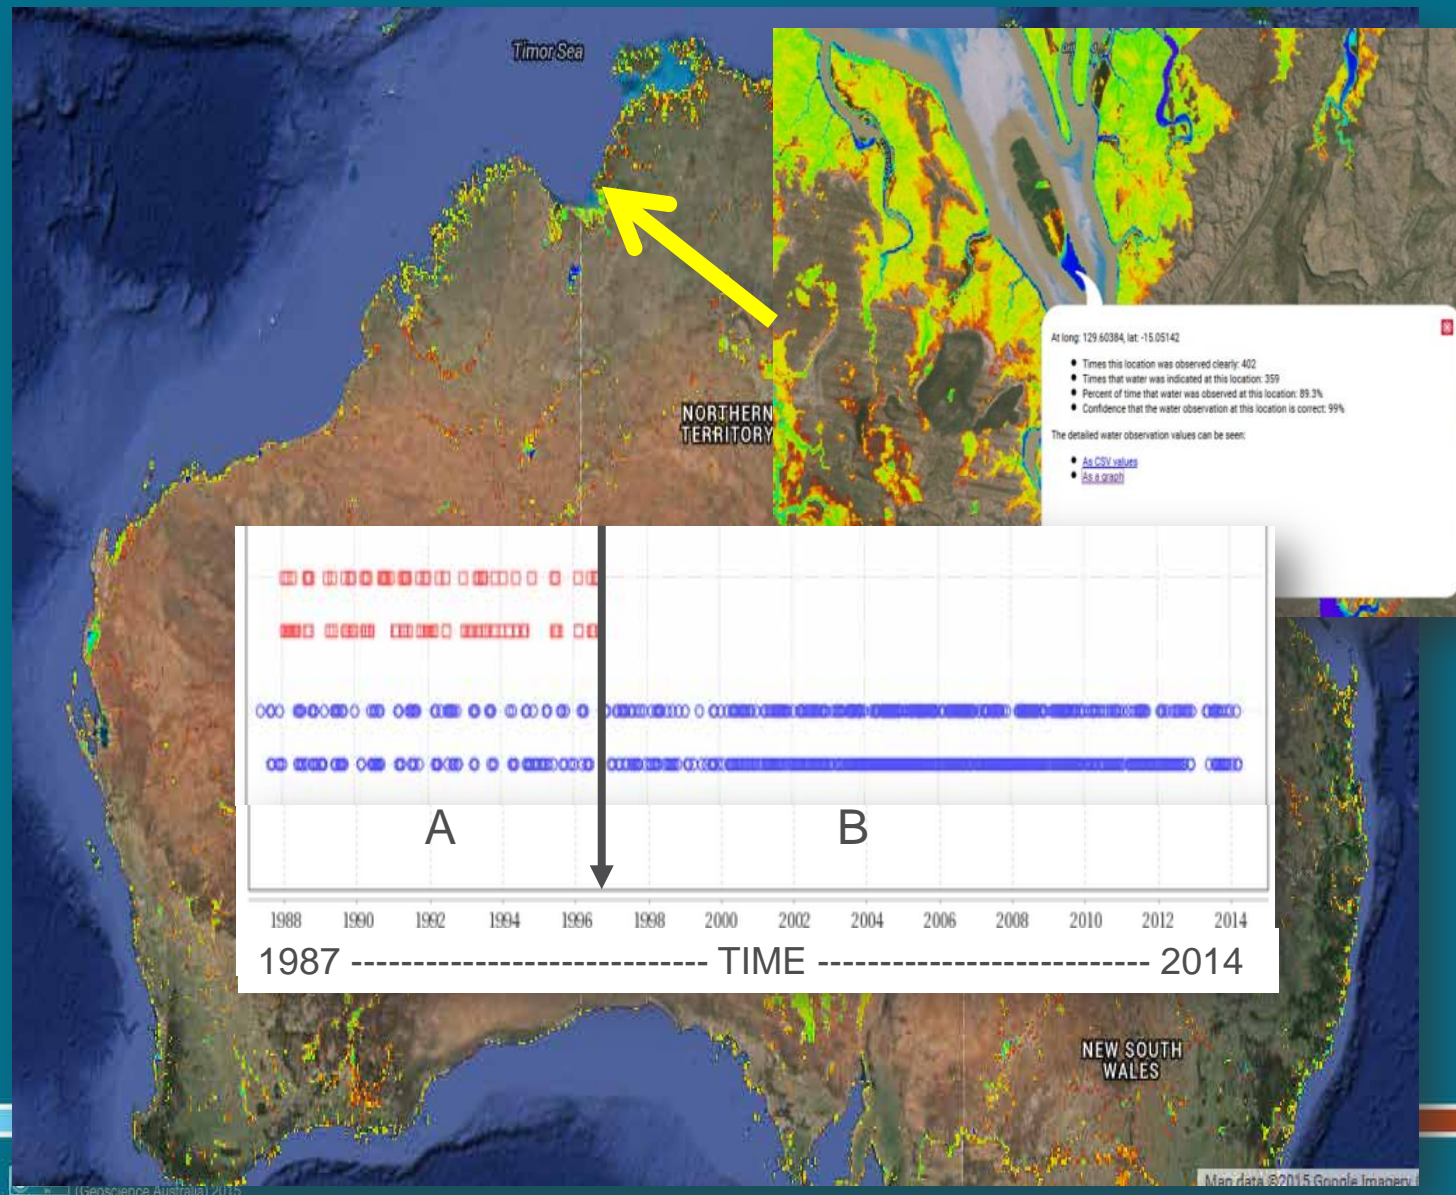 Timor Sea
NORTHERN
TERRITORY
At long: 129.60384, lat: -15.05142
Times this location was observed clearly: 402
Times that water was indicated at this location: 359
Percent of time that water was observed at this location: 89.3%
Confidence that the water observation at this location is correct: 99%
The detailed water observation values can be seen:
As CSV values
As a graph
A B
1988 1990 1992 1994 1996 1998 2000 2002 2004 2006 2008 2010 2012 2014
1987 ---------------------------- TIME -------------------------- 2014
NEW SOUTH
WALES
Map data ©2015 Google Imagery
(Geoscience Australia) 2015